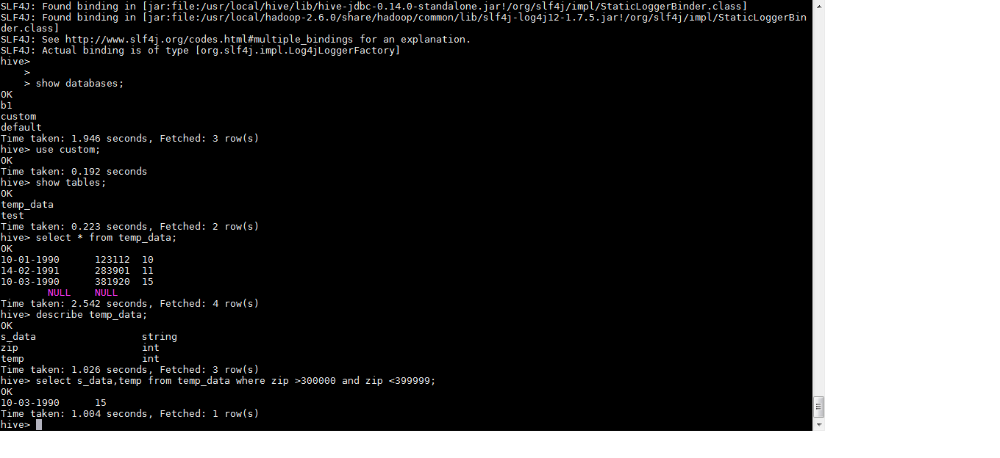 SLF4J: Found binding in [jar:file:/usr/local/hive/lib/hive-jdbc-0.14.0-standalone.jar!/org/slf4j/impl/StaticLoggerBinder.class]
SLF4J: Found binding in [jar:file:/usr/local/hadoop-2.6.0/share/hadoop/common/lib/slf4j-log4j12-1.7.5.jar!/org/slf4j/impl/StaticLoggerBin
der.class]
SLF4J: See http://www.slf4j.org/codes.html#multiple_bindings for an explanation.
SLF4J: Actual binding is of type [org.slf4j.impl.Log4jLoggerFactory]
hive>
    >
    > show databases;
OK
b1
custom
default
Time taken: 1.946 seconds, Fetched: 3 row(s)
hive> use custom;
OK
Time taken: 0.192 seconds
hive> show tables;
OK
temp_data
test
Time taken: 0.223 seconds, Fetched: 2 row(s)
hive> select * from temp_data;
OK
10-01-1990      123112  10
14-02-1991      283901  11
10-03-1990      381920  15
        NULL    NULL
Time taken: 2.542 seconds, Fetched: 4 row(s)
hive> describe temp_data;
OK
s_data                  string
zip                     int
temp                    int
Time taken: 1.026 seconds, Fetched: 3 row(s)
hive> select s_data,temp from temp_data where zip >300000 and zip <399999;
OK
10-03-1990      15
Time taken: 1.004 seconds, Fetched: 1 row(s)
hive>